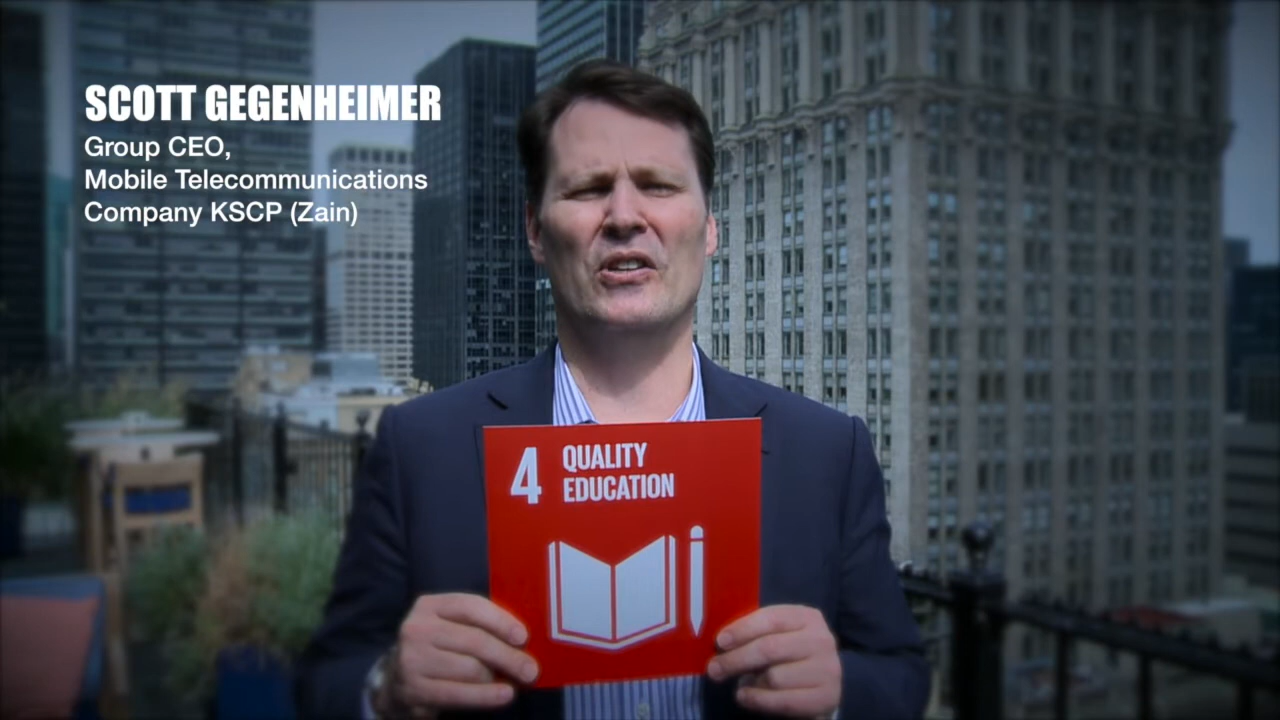 SCOTT GEGENHEIMER
Group CEO,
Mobile Telecommunications
Company KSCP (Zain)
4 QUALITY
EDUCATION